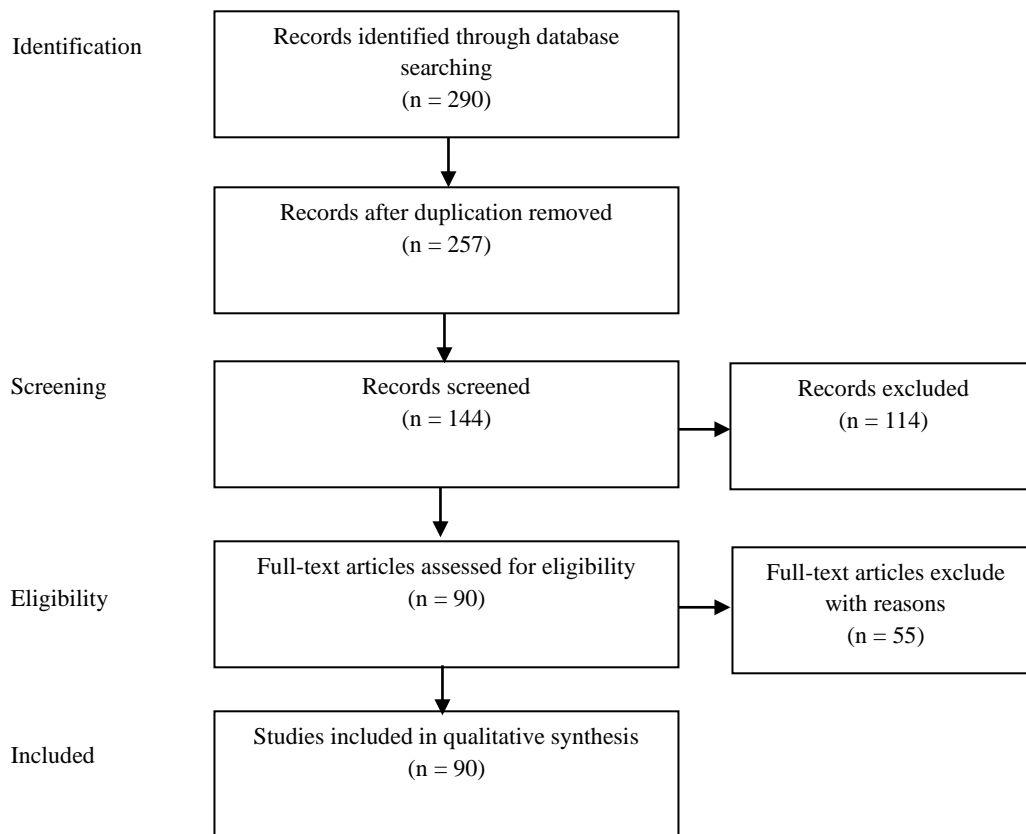 Identification
Records identified through database
searching
(n = 290)
Records after duplication removed
(n = 257)
Screening
Records screened
(n = 144)
Records excluded
(n = 114)
Eligibility
Full-text articles assessed for eligibility
(n = 90)
Full-text articles exclude
with reasons
(n = 55)
Included
Studies included in qualitative synthesis
(n = 90)